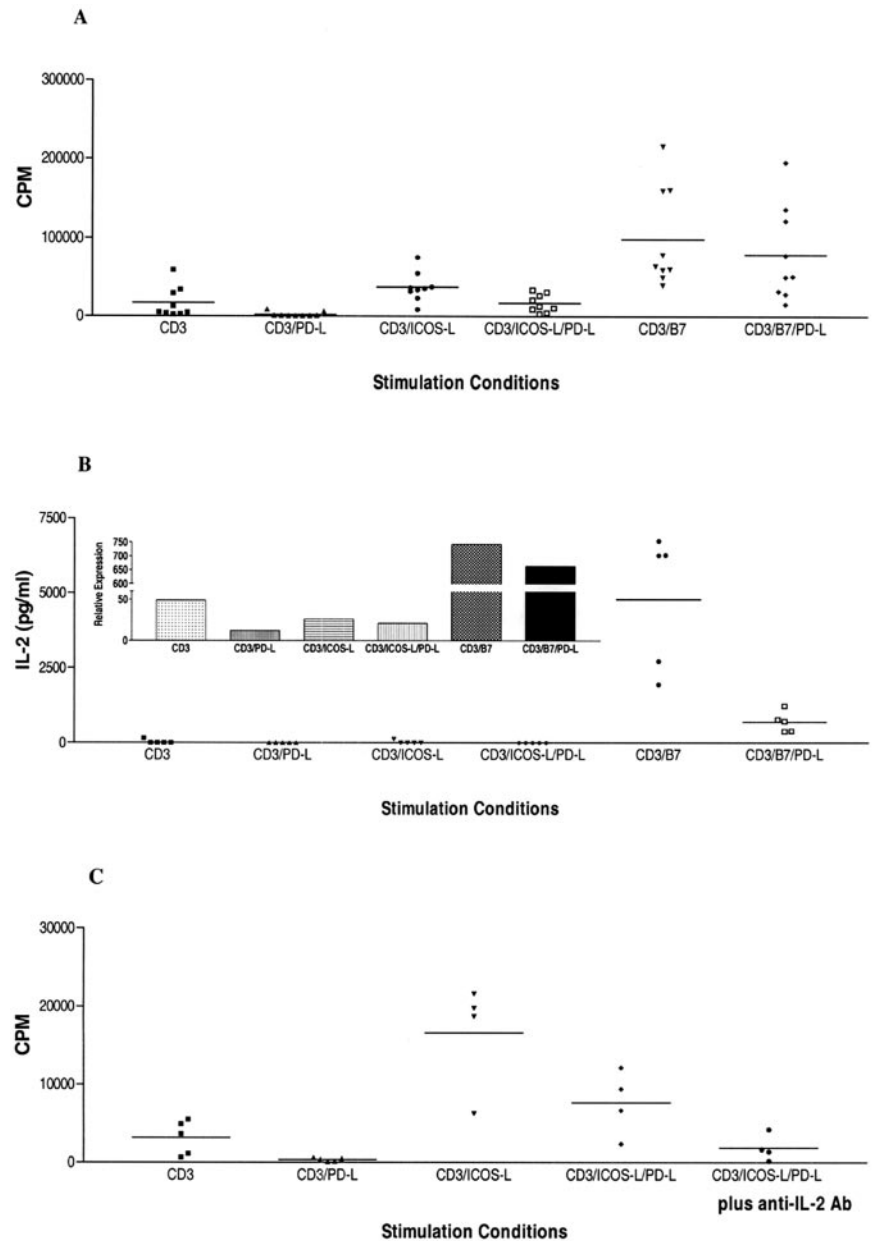 A
300000
200000
100000
0
CPM
CD3 CD3/PD-L CD3/ICOS-L CD3/ICOS-L/PD-L CD3/B7 CD3/B7/PD-L
Stimulation Conditions
B
7500
5000
2500
0
IL-2 (pg/ml)
750
700
650
600
50
0
Relative Expression
CD3 CD3/PD-L CD3/ICOS-L CD3/ICOS-L/PD-L CD3/B7 CD3/B7/PD-L
CD3 CD3/PD-L CD3/ICOS-L CD3/ICOS-L/PD-L CD3/B7 CD3/B7/PD-L
Stimulation Conditions
C
30000
20000
10000
0
CPM
CD3 CD3/PD-L CD3/ICOS-L CD3/ICOS-L/PD-L CD3/ICOS-L/PD-L
plus anti-IL-2 Ab
Stimulation Conditions